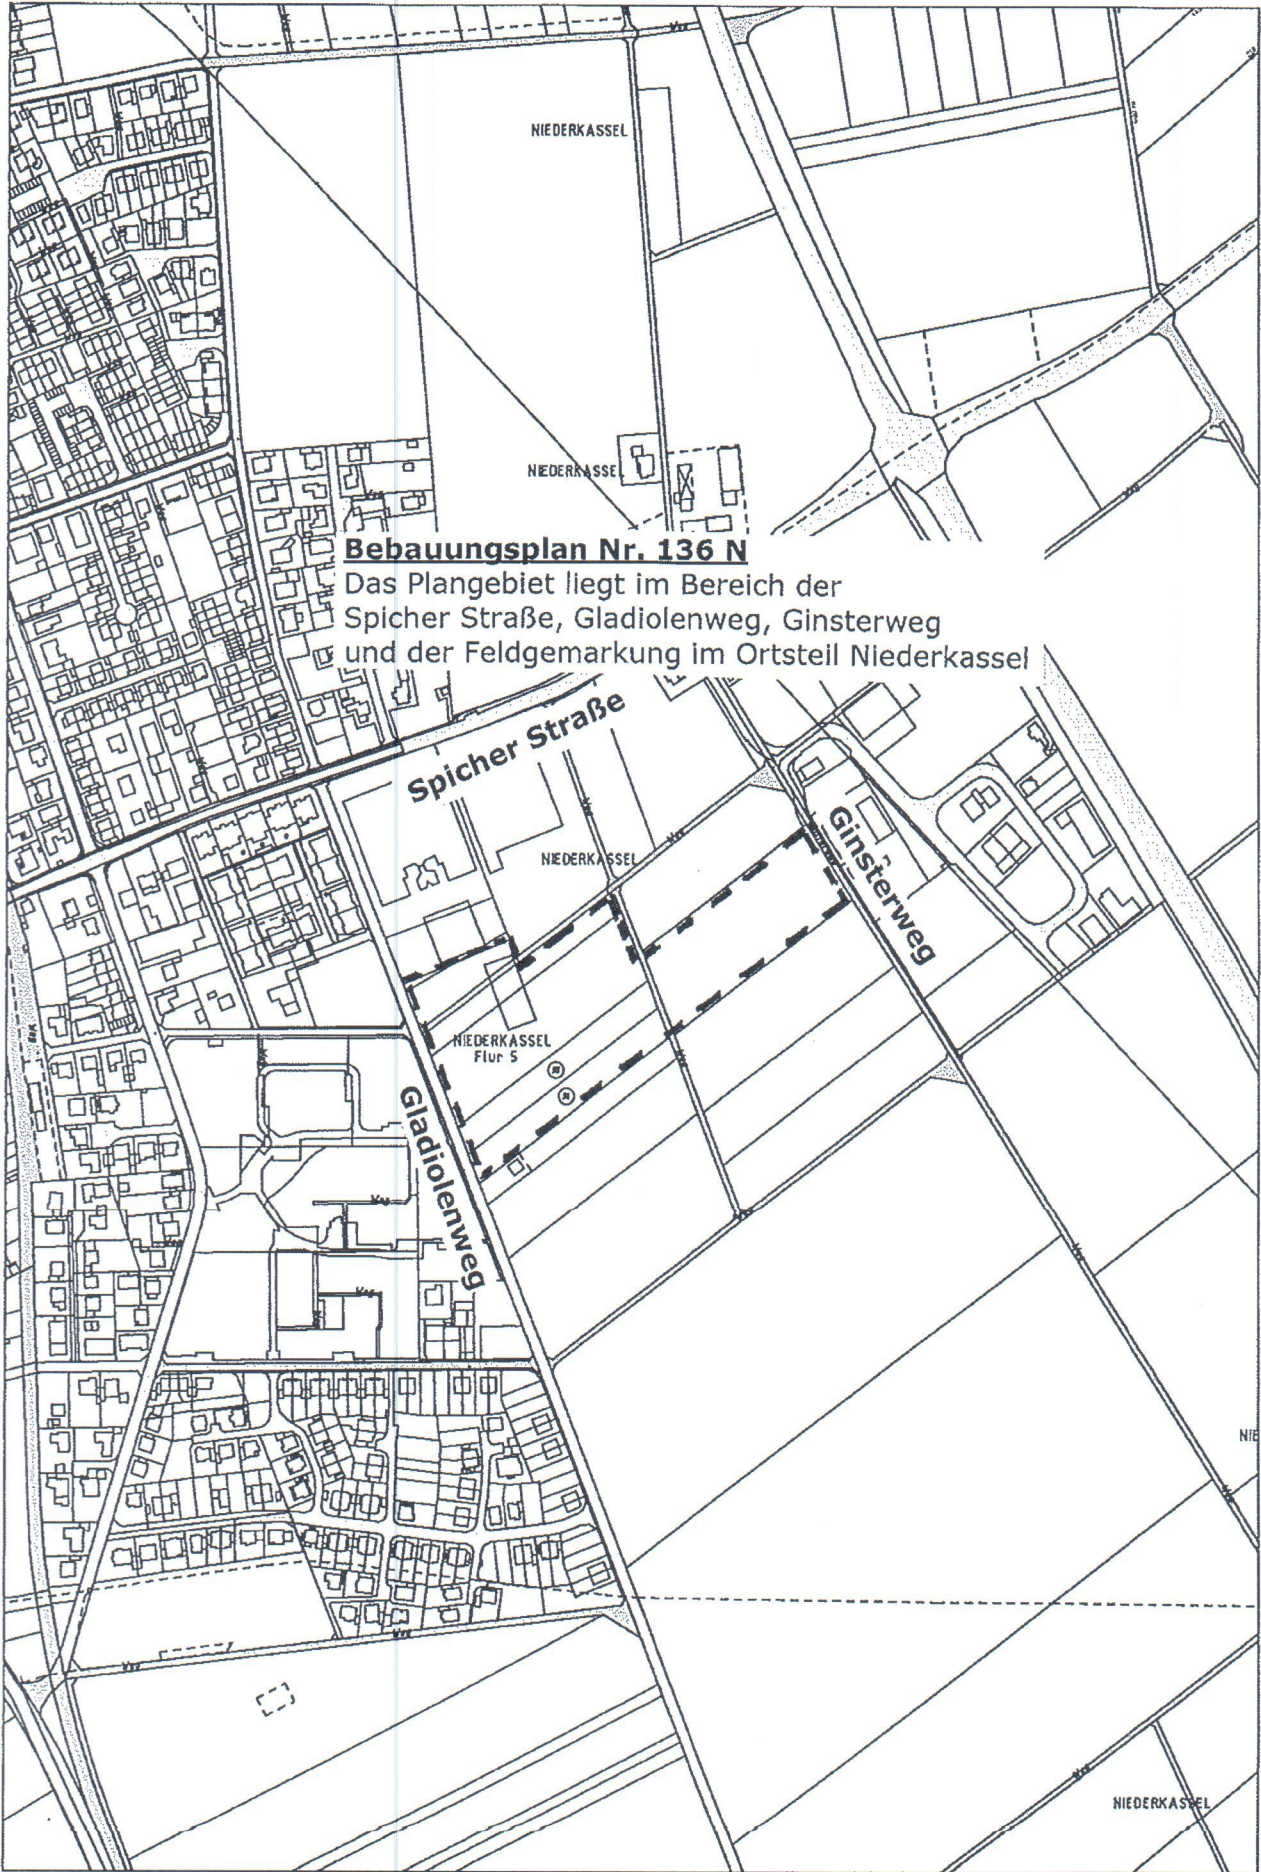 NIEDERKASSEL
NIEDERKASSEL
Bebauungsplan Nr. 136 N
Das Plangebiet liegt im Bereich der
Spicher Straße, Gladiolenweg, Ginsterweg
und der Feldgemarkung im Ortsteil Niederkassel
Spicher Straße
NIEDERKASSEL
Ginsterweg
NIEDERKASSEL
Flur 5
Gladiolenweg
NIE
NIEDERKASSEL